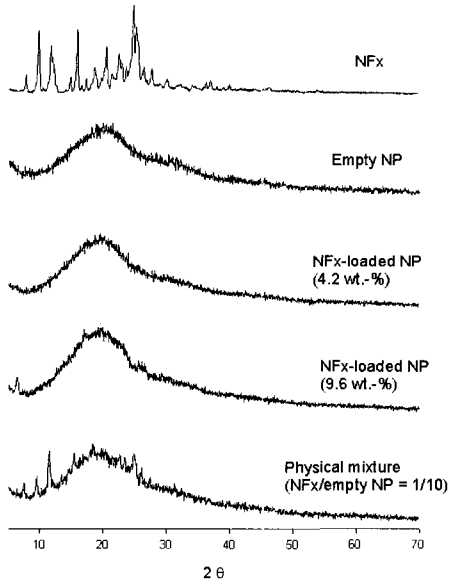 NFx
Empty NP
NFx-loaded NP
(4.2 wt.-%)
NFx-loaded NP
(9.6 wt.-%)
Physical mixture
(NFx/empty NP = 1/10)
10 20 30 40 50 60 70
2 θ